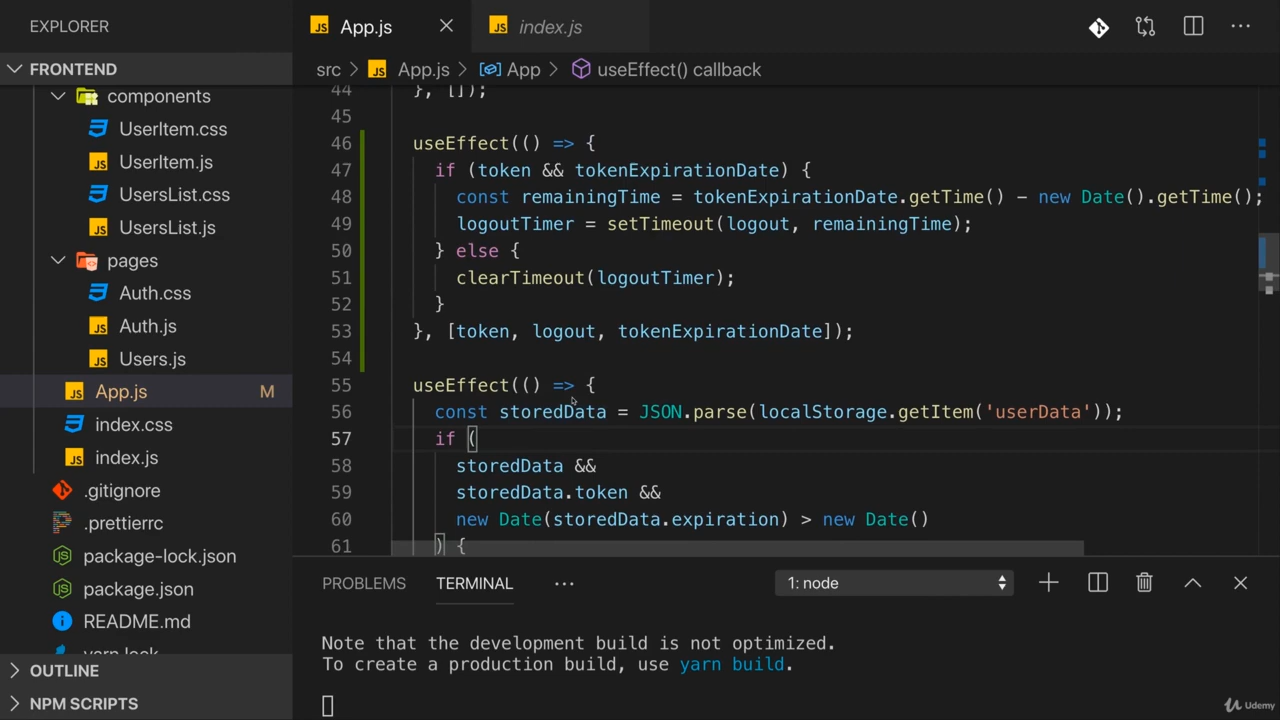 EXPLORER
App.js
index.js
FRONTEND
src > App.js > App > useEffect() callback
components
UserItem.css
UserItem.js
UsersList.css
UsersList.js
pages
Auth.css
Auth.js
Users.js
App.js M
index.css
index.js
.gitignore
.prettierrc
package-lock.json
package.json
README.md
yarn.lock
OUTLINE
NPM SCRIPTS
44 }, []);
45
46 useEffect(() => {
47 if (token && tokenExpirationDate) {
48 const remainingTime = tokenExpirationDate.getTime() - new Date().getTime();
49 logoutTimer = setTimeout(logout, remainingTime);
50 } else {
51 clearTimeout(logoutTimer);
52 }
53 }, [token, logout, tokenExpirationDate]);
54
55 useEffect(() => {
56 const storedData = JSON.parse(localStorage.getItem('userData'));
57 if (
58 storedData &&
59 storedData.token &&
60 new Date(storedData.expiration) > new Date()
61 ) {
PROBLEMS TERMINAL ··· 1: node
Note that the development build is not optimized.
To create a production build, use yarn build.
Udemy